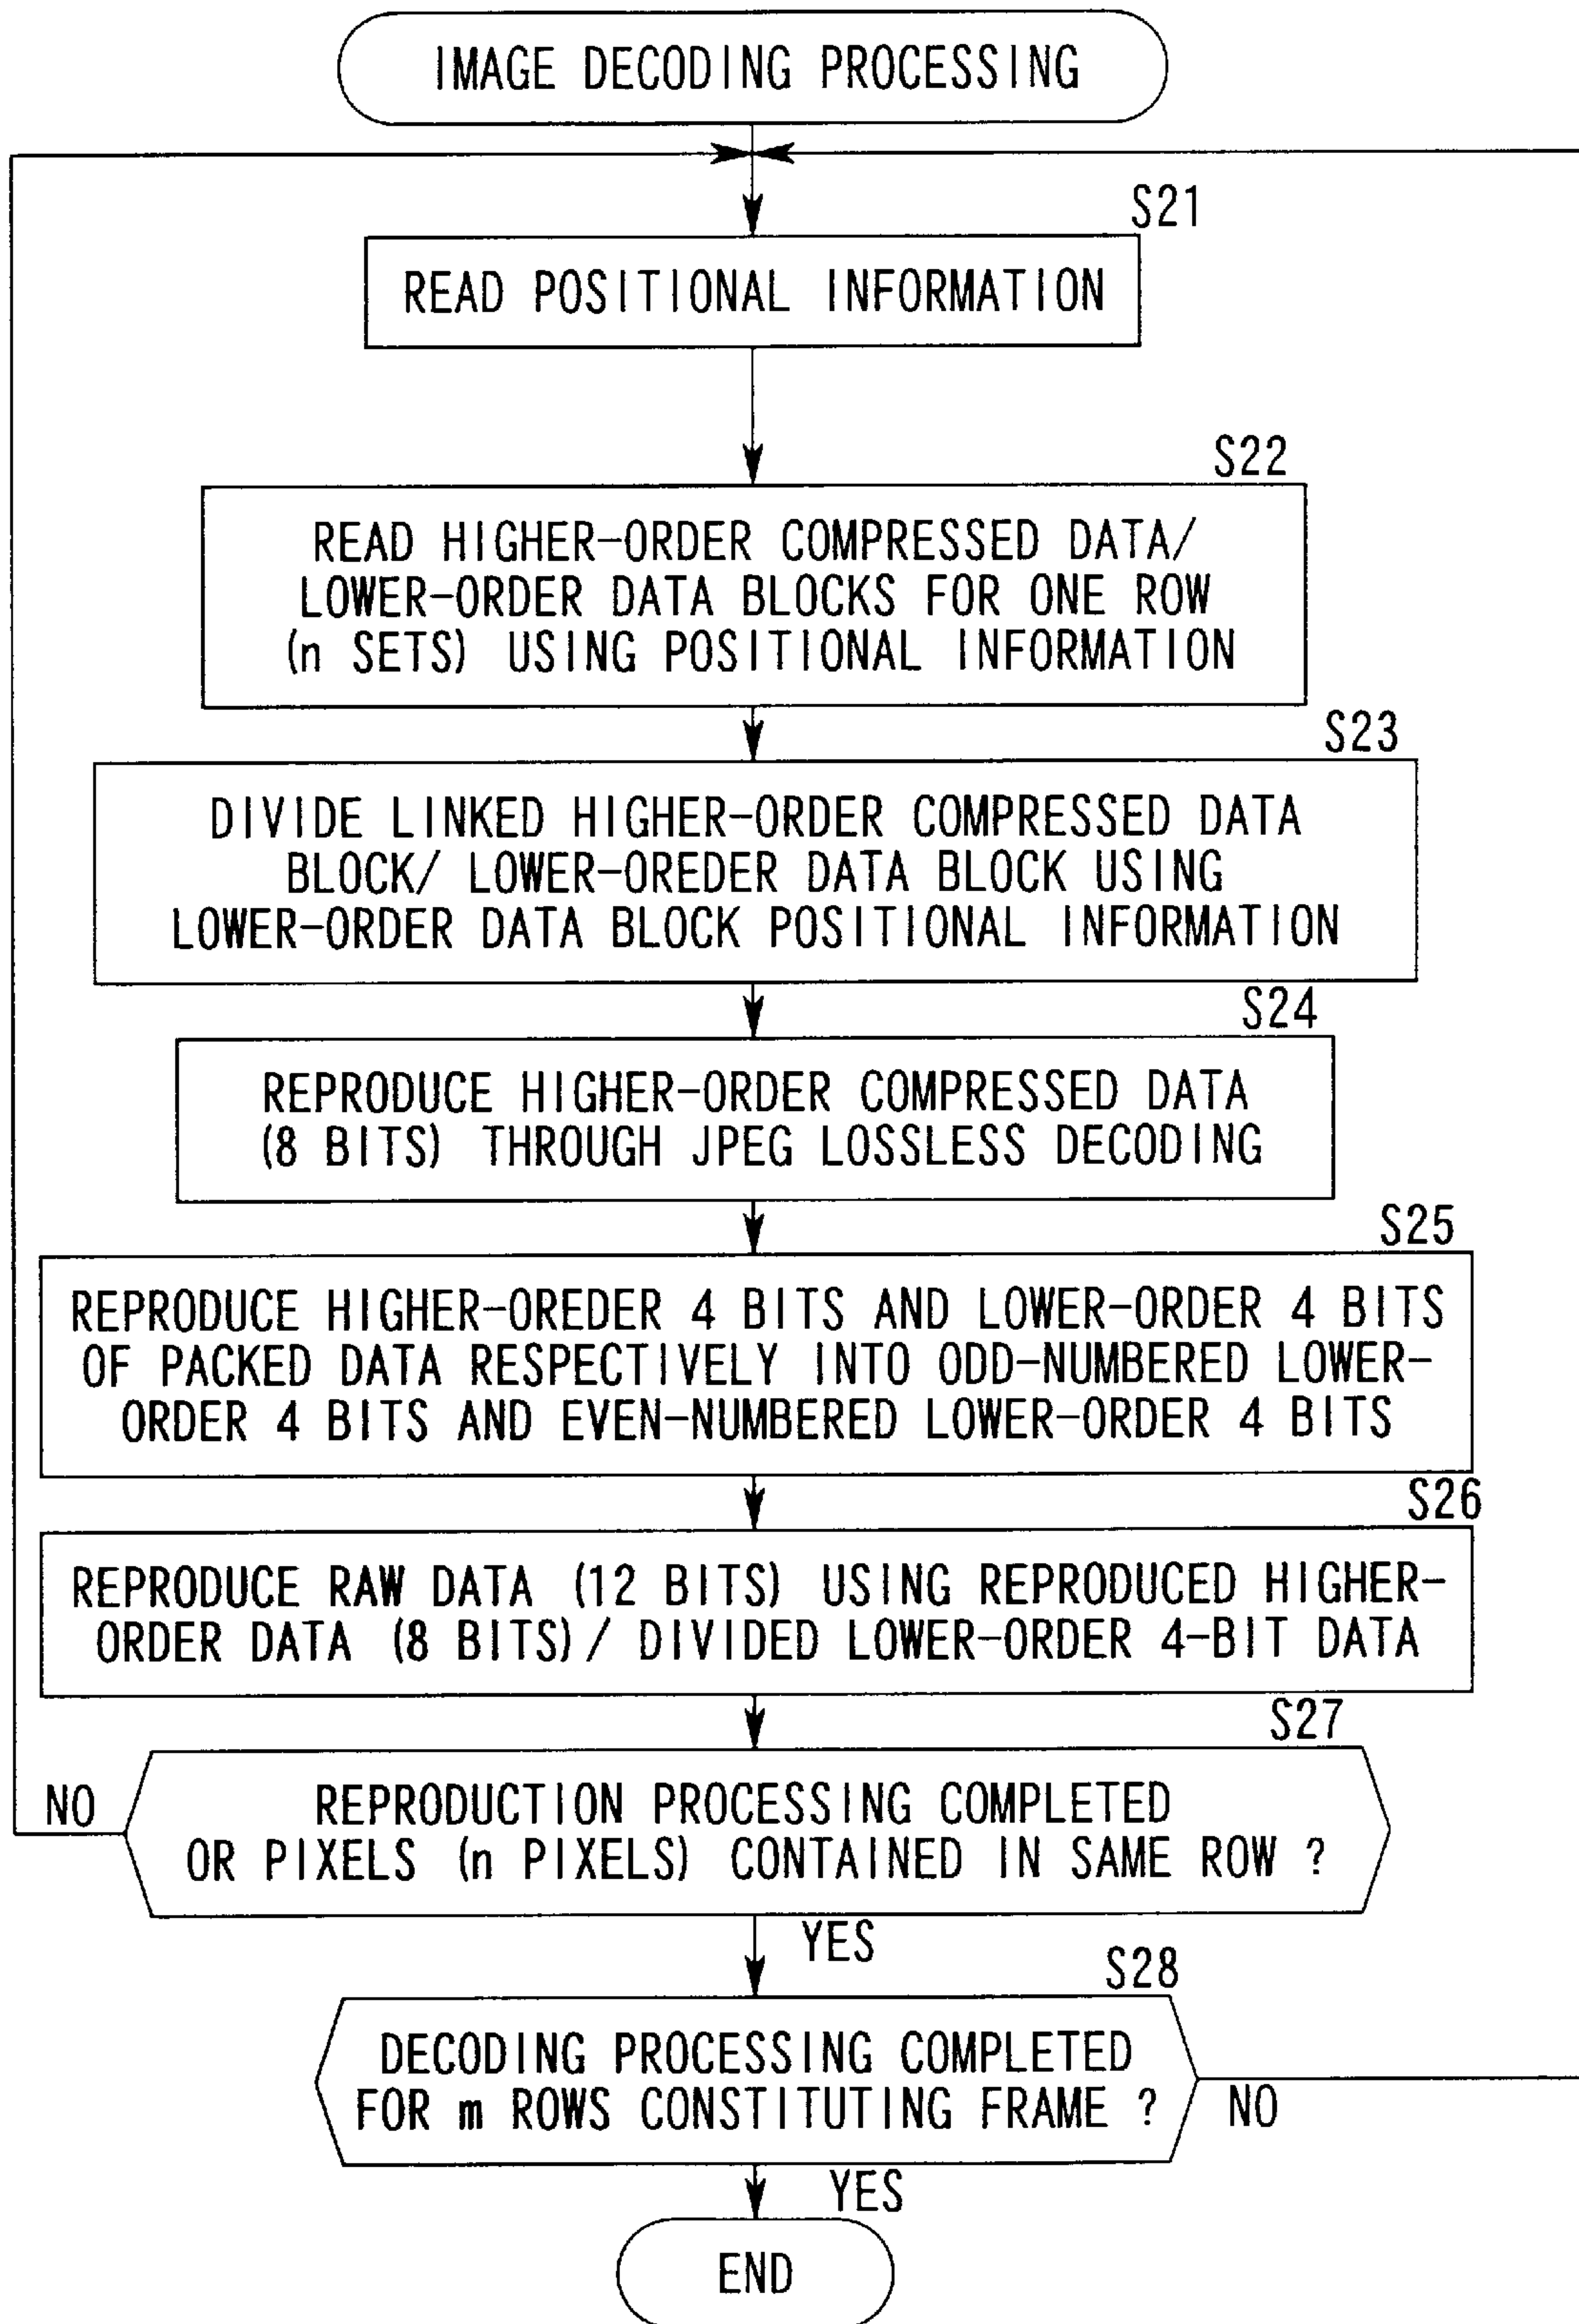 IMAGE DECODING PROCESSING
S21
READ POSITIONAL INFORMATION
S22
READ HIGHER-ORDER COMPRESSED DATA/
LOWER-ORDER DATA BLOCKS FOR ONE ROW
(n SETS) USING POSITIONAL INFORMATION
S23
DIVIDE LINKED HIGHER-ORDER COMPRESSED DATA
BLOCK/ LOWER-OREDER DATA BLOCK USING
LOWER-ORDER DATA BLOCK POSITIONAL INFORMATION
S24
REPRODUCE HIGHER-ORDER COMPRESSED DATA
(8 BITS) THROUGH JPEG LOSSLESS DECODING
S25
REPRODUCE HIGHER-OREDER 4 BITS AND LOWER-ORDER 4 BITS
OF PACKED DATA RESPECTIVELY INTO ODD-NUMBERED LOWER-
ORDER 4 BITS AND EVEN-NUMBERED LOWER-ORDER 4 BITS
S26
REPRODUCE RAW DATA (12 BITS) USING REPRODUCED HIGHER-
ORDER DATA (8 BITS)/ DIVIDED LOWER-ORDER 4-BIT DATA
S27
NO
REPRODUCTION PROCESSING COMPLETED
OR PIXELS (n PIXELS) CONTAINED IN SAME ROW ?
YES
S28
DECODING PROCESSING COMPLETED
FOR m ROWS CONSTITUTING FRAME ?
NO
YES
END